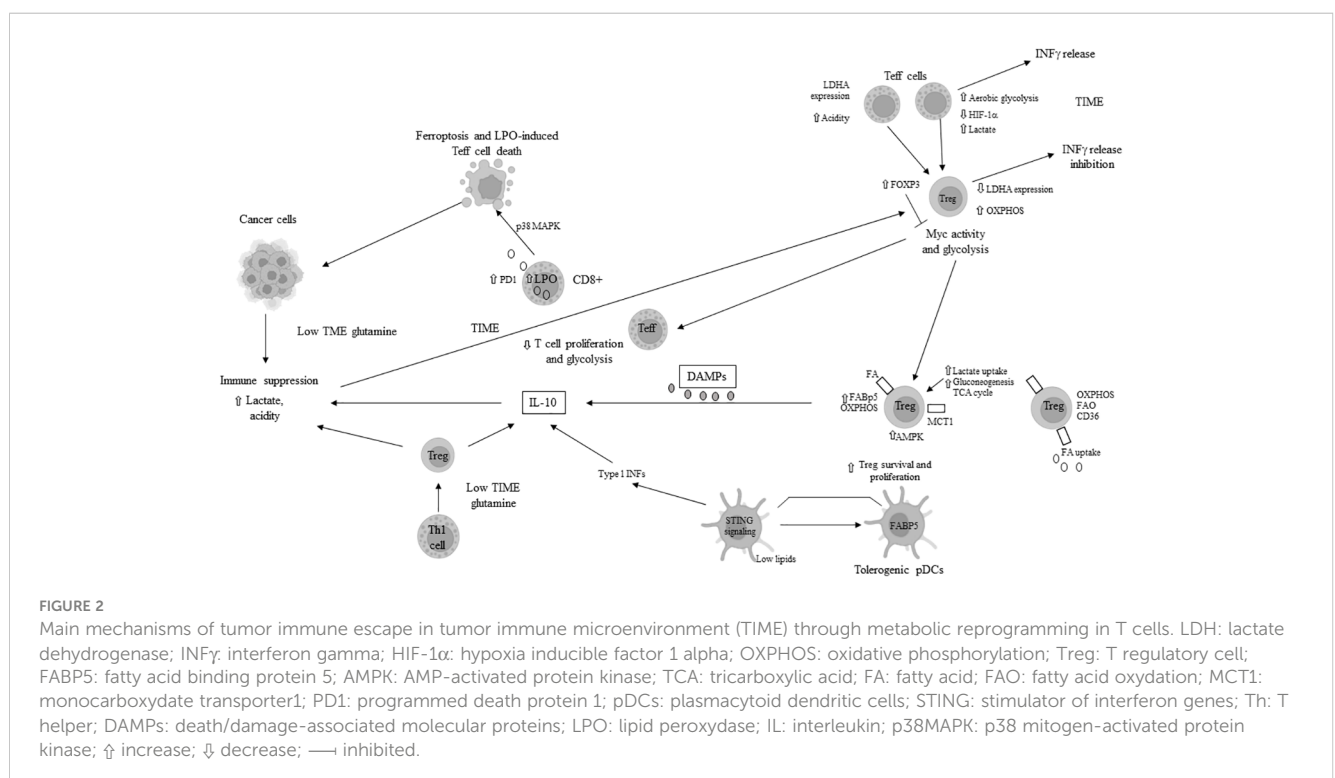 INFγ release
Teff cells
LDHA
expression
⇧ Acidity
⇧ Aerobic glycolysis
⇩ HIF-1α
⇧ Lactate
TIME
INFγ release
inhibition
⇧ FOXP3
Treg
⇩ LDHA expression
⇧ OXPHOS
Myc activity
and glycolysis
Ferroptosis and LPO-induced
Teff cell death
p38 MAPK
Cancer cells
⇧ PD1
⇧LPO
CD8+
Low TME glutamine
TIME
Teff
⇩ T cell proliferation
and glycolysis
Immune suppression
⇧ Lactate,
acidity
IL-10
DAMPs
FA
⇧ Lactate uptake
⇧ Gluconeogenesis
TCA cycle
⇧ FABp5
OXPHOS
Treg
MCT1
⇧AMPK
Treg
OXPHOS
FAO
CD36
FA uptake
Treg
Low TIME
glutamine
Th1
cell
Type 1 INFs
⇧ Treg survival and
proliferation
STING
signaling
Low lipids
FABP5
Tolerogenic pDCs
FIGURE 2
Main mechanisms of tumor immune escape in tumor immune microenvironment (TIME) through metabolic reprogramming in T cells. LDH: lactate
dehydrogenase; INFγ: interferon gamma; HIF-1α: hypoxia inducible factor 1 alpha; OXPHOS: oxidative phosphorylation; Treg: T regulatory cell;
FABP5: fatty acid binding protein 5; AMPK: AMP-activated protein kinase; TCA: tricarboxylic acid; FA: fatty acid; FAO: fatty acid oxydation; MCT1:
monocarboxydate transporter1; PD1: programmed death protein 1; pDCs: plasmacytoid dendritic cells; STING: stimulator of interferon genes; Th: T
helper; DAMPs: death/damage-associated molecular proteins; LPO: lipid peroxydase; IL: interleukin; p38MAPK: p38 mitogen-activated protein
kinase; ⇧ increase; ⇩ decrease; ⟞ inhibited.